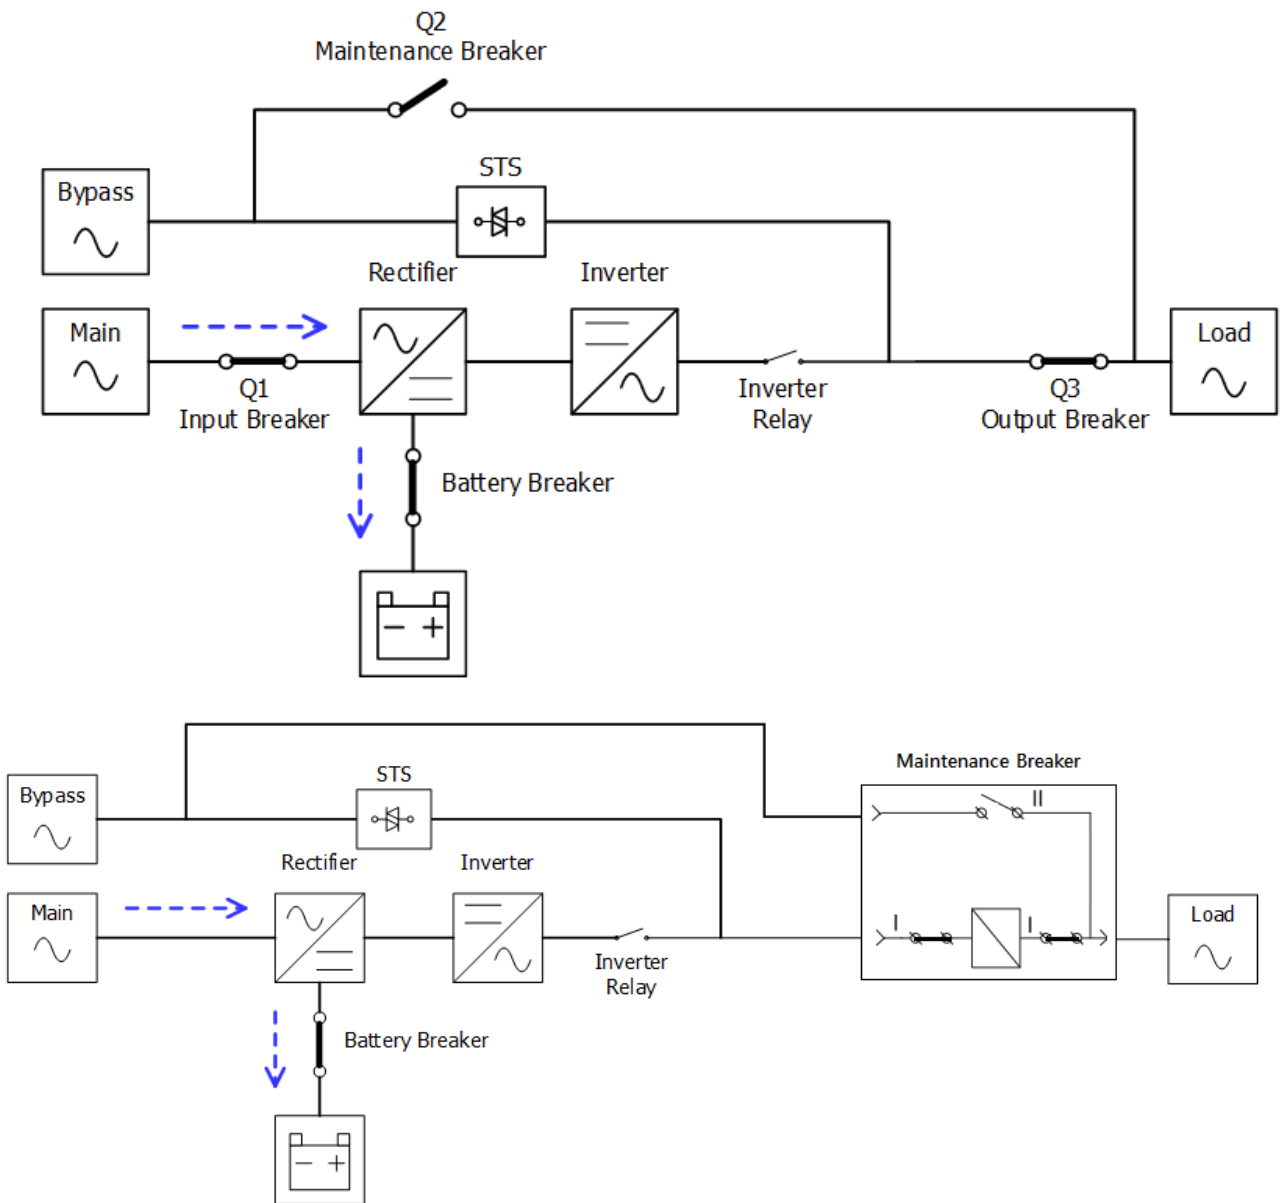 Q2
Maintenance Breaker
STS
Bypass
Rectifier
Inverter
Main
Load
Q1
Input Breaker
Inverter
Relay
Q3
Output Breaker
Battery Breaker
− +
Maintenance Breaker
STS
Bypass
II
Rectifier
Inverter
Main
I
I
Load
Inverter
Relay
Battery Breaker
− +